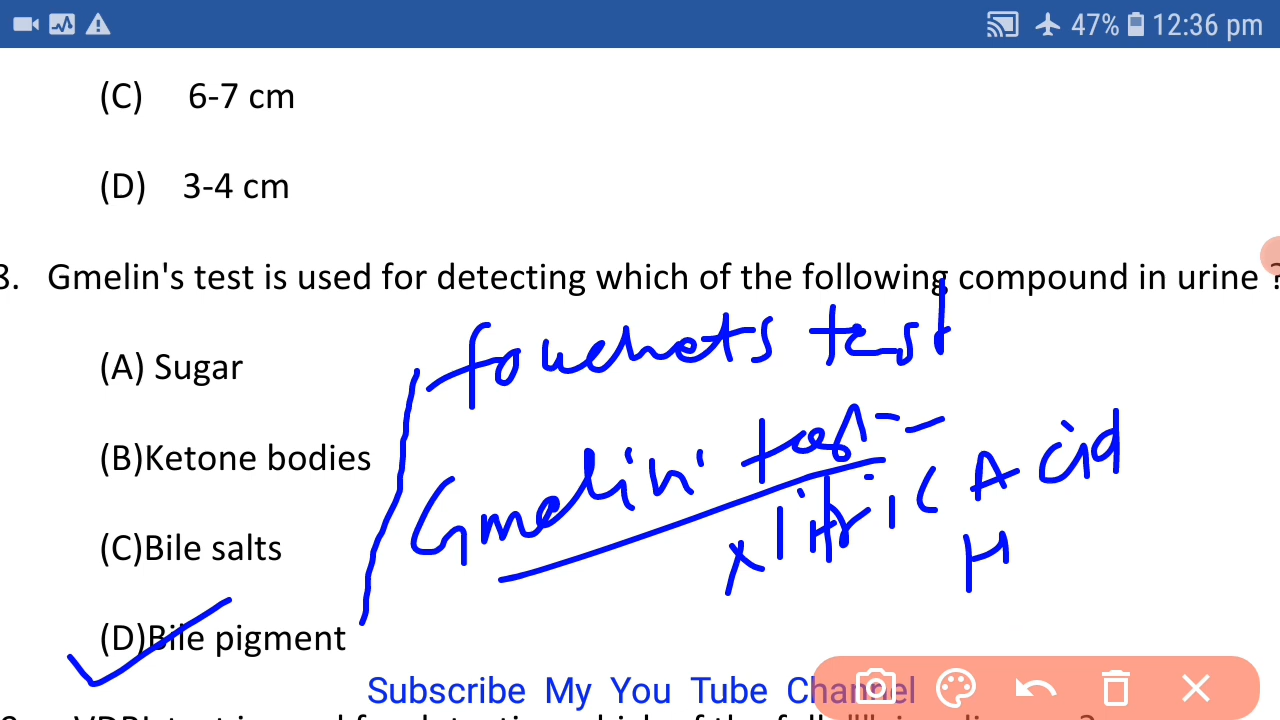 47% 12:36 pm
(C) 6-7 cm
(D) 3-4 cm
3. Gmelin's test is used for detecting which of the following compound in urine ?
fouchets test
(A) Sugar
Gmelin' test--
(B)Ketone bodies
Nitric Acid
(C)Bile salts
H
(D)Bile pigment
Subscribe My You Tube Channel